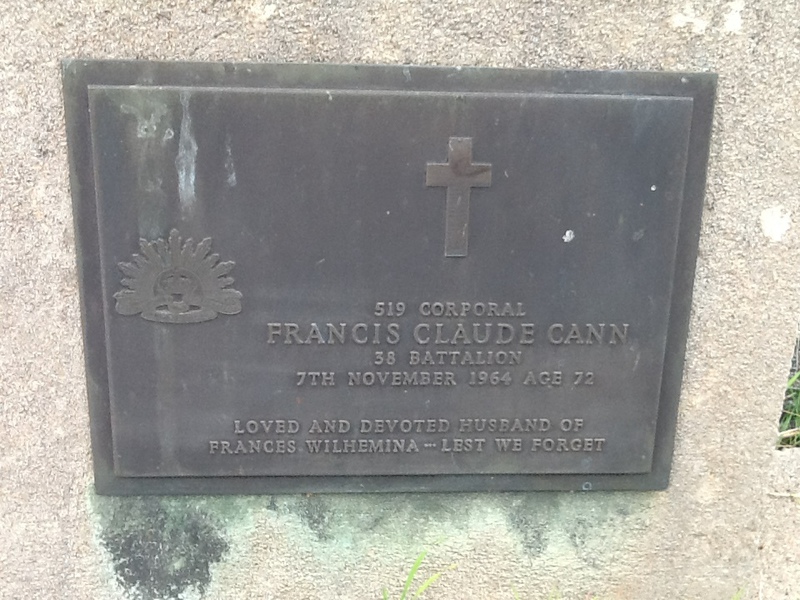 519 CORPORAL
FRANCIS CLAUDE CANN
38 BATTALION
7TH NOVEMBER 1964 AGE 72
LOVED AND DEVOTED HUSBAND OF
FRANCES WILHEMINA --- LEST WE FORGET